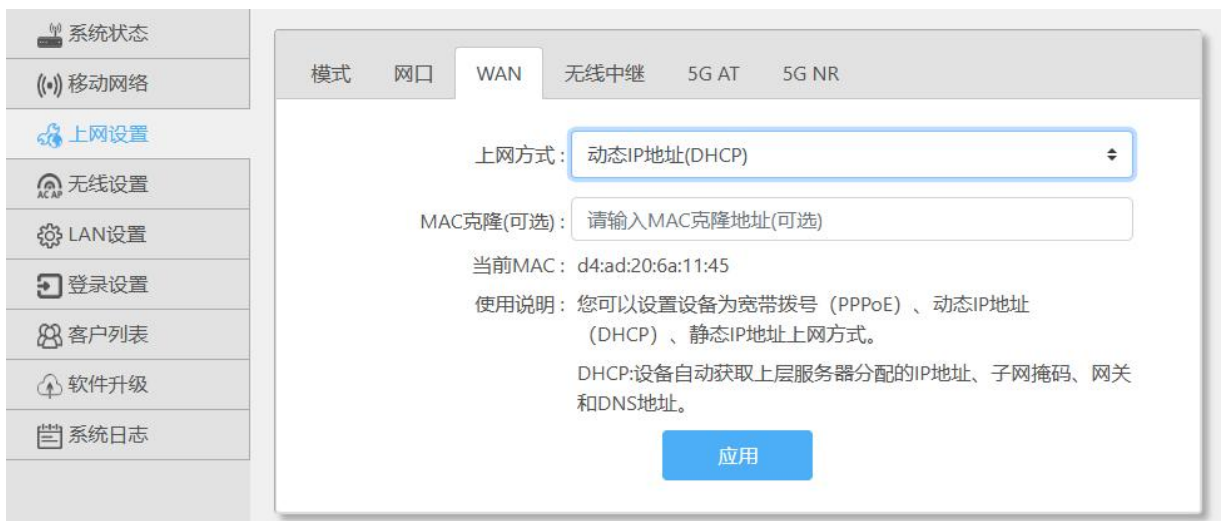 系统状态
移动网络
上网设置
AC AP 无线设置
LAN设置
登录设置
客户列表
软件升级
系统日志
模式 网口 WAN 无线中继 5G AT 5G NR
上网方式 : 动态IP地址(DHCP)
MAC克隆(可选) : 请输入MAC克隆地址(可选)
当前MAC : d4:ad:20:6a:11:45
使用说明 : 您可以设置设备为宽带拨号（PPPoE）、动态IP地址
（DHCP）、静态IP地址上网方式。
DHCP:设备自动获取上层服务器分配的IP地址、子网掩码、网关
和DNS地址。
应用